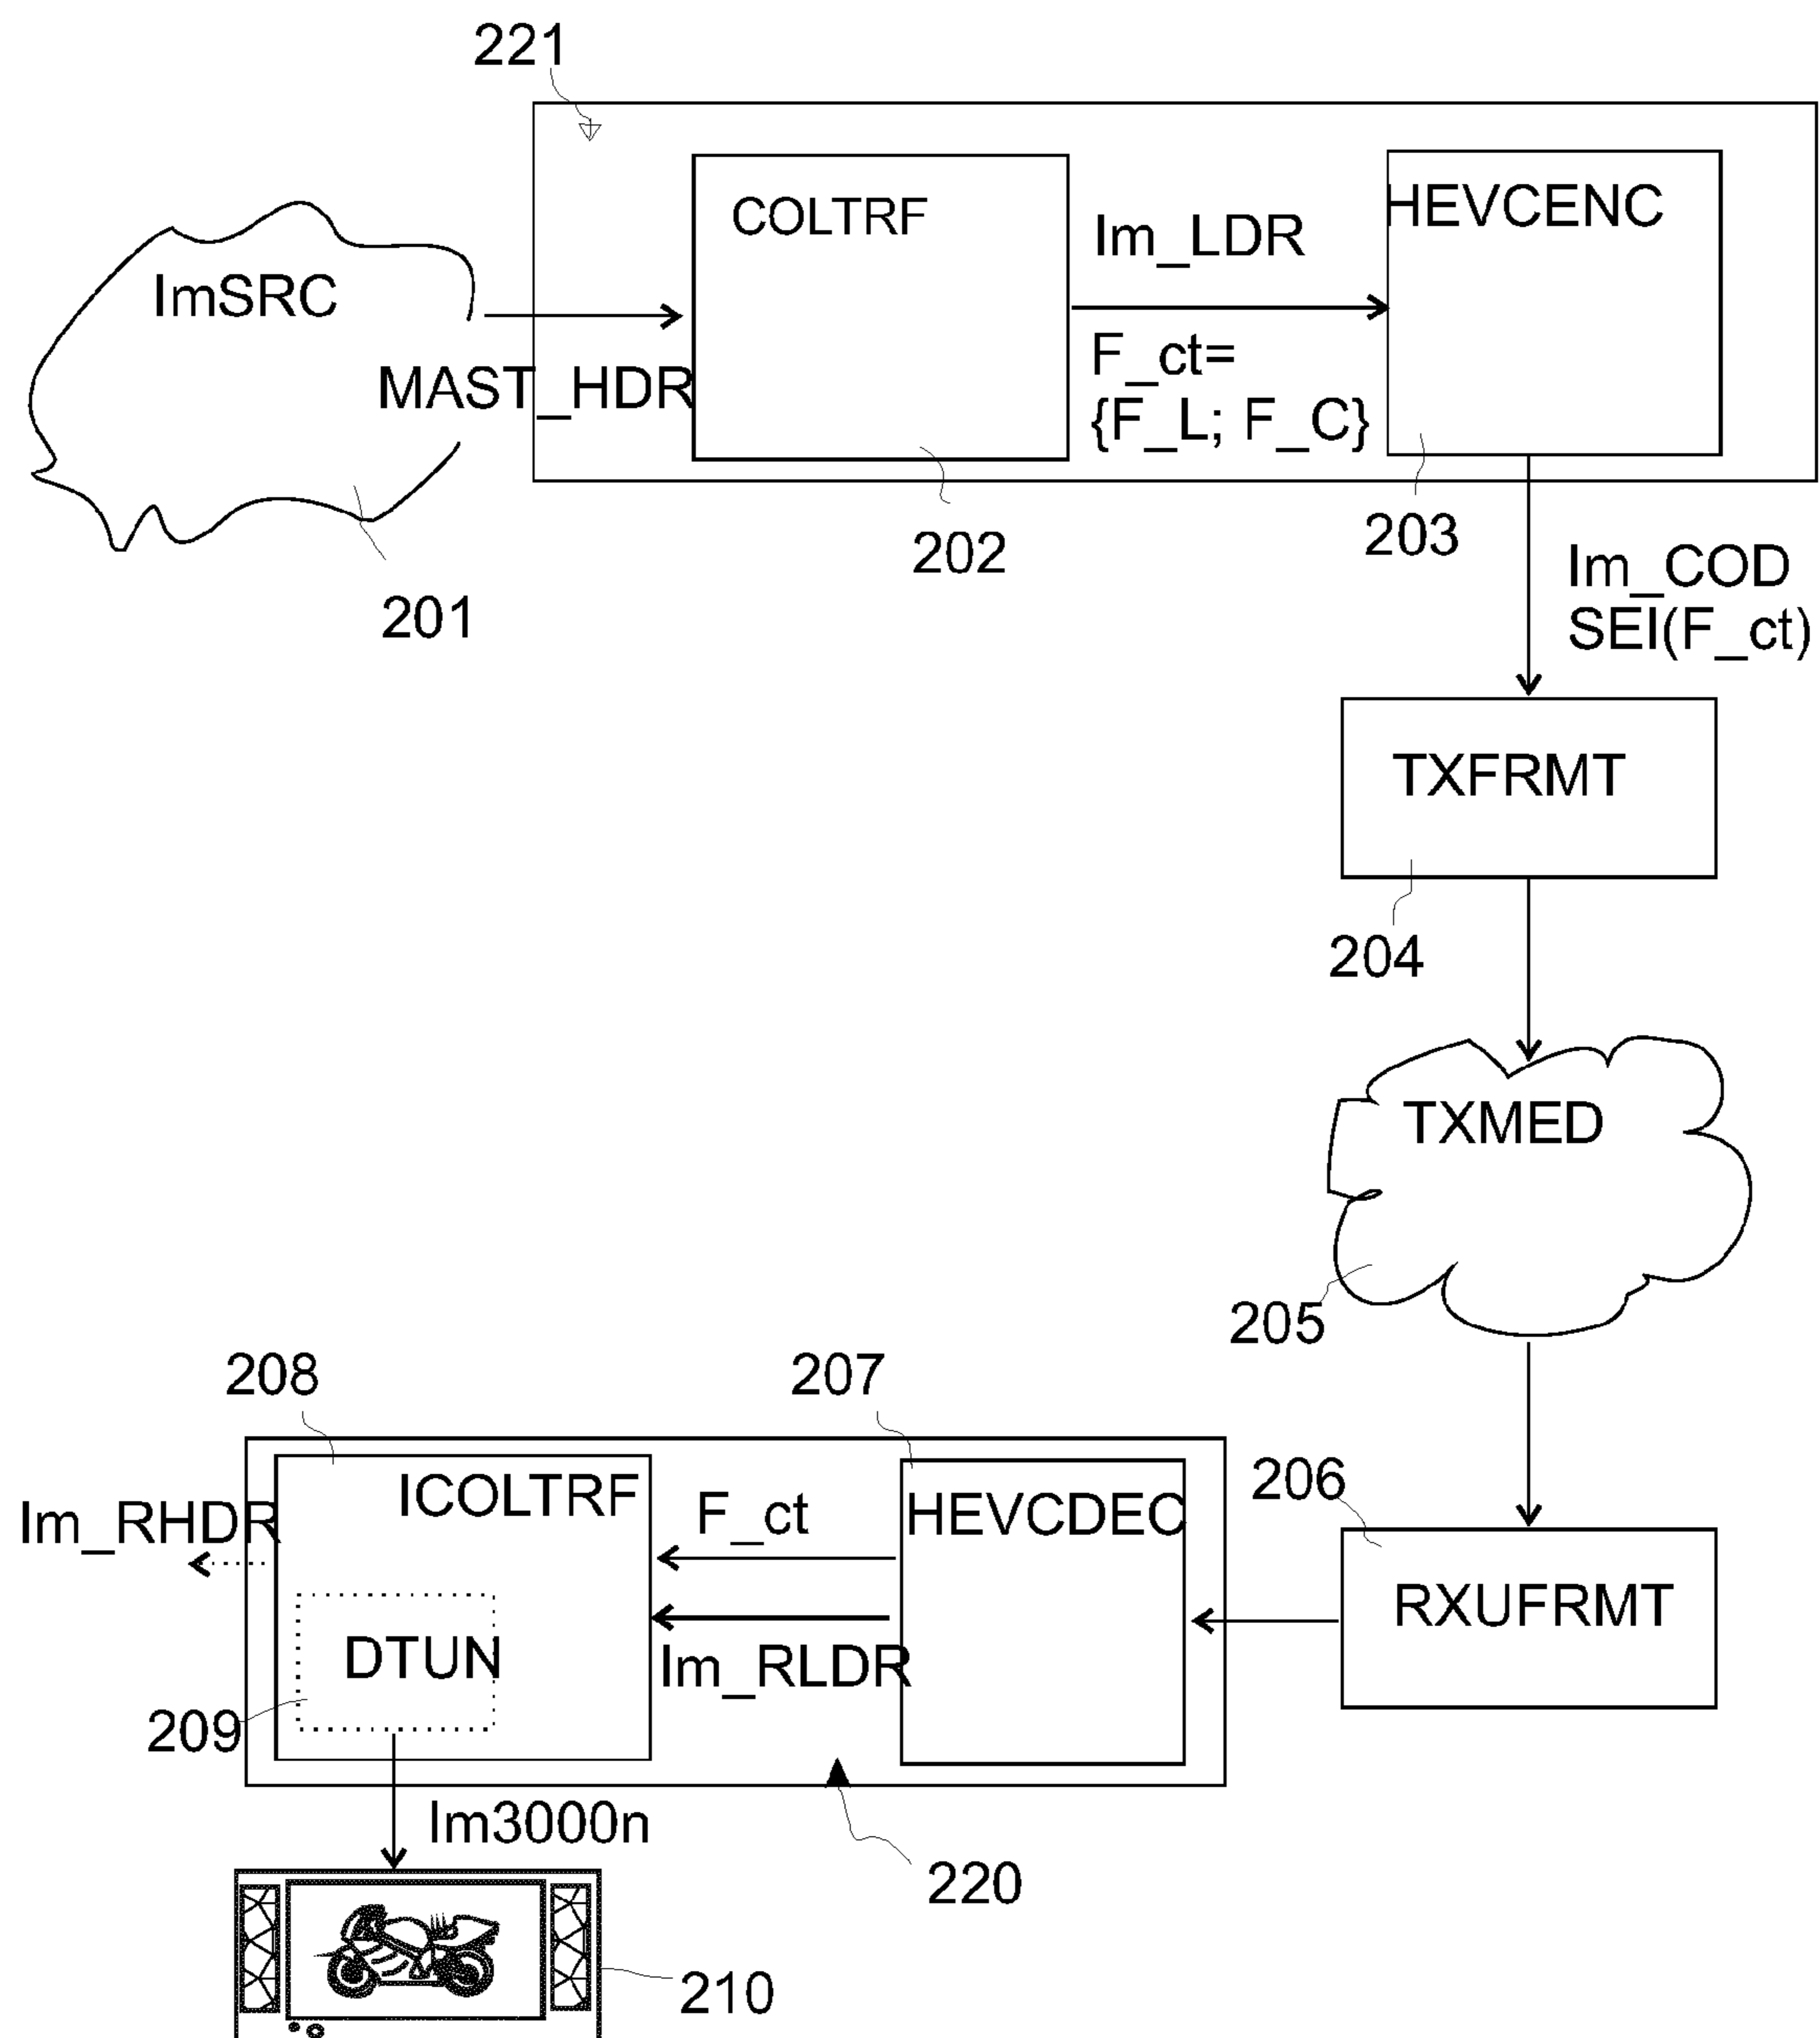 221
COLTRF
HEVCENC
Im_LDR
ImSRC
F_ct=
{F_L; F_C}
MAST_HDR
202
203
201
Im_COD
SEI(F_ct)
TXFRMT
204
TXMED
205
208
207
206
ICOLTRF
F_ct
HEVCDEC
Im_RHDR
RXUFRMT
DTUN
Im_RLDR
209
Im3000n
220
210